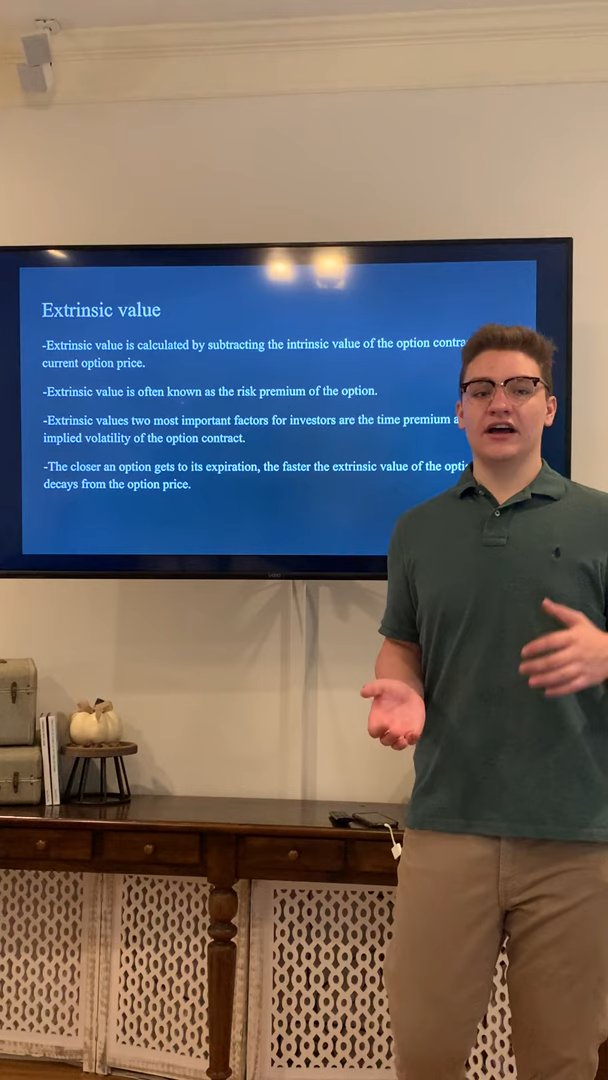 Extrinsic value
-Extrinsic value is calculated by subtracting the intrinsic value of the option
current option price.
-Extrinsic value is often known as the risk premium of the option.
-Extrinsic values two most important factors for investors are the time premium
implied volatility of the option contract.
-The closer an option gets to its expiration, the faster the extrinsic value of the
decays from the option price.